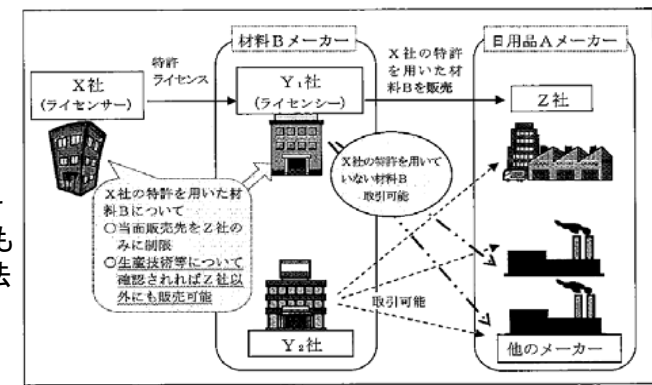 材料Bメーカー
日用品Aメーカー
X社
(ライセンサー)
特許
ライセンス
Y₁社
(ライセンシー)
X社の特許
を用いた材
料Bを販売
Z社
X社の特許を用いて
いない材料B
取引可能
X社の特許を用いた材
料Bについて
○当面販売先をZ社の
みに制限
○生産技術等について
確認されればZ社以
外にも販売可能
も
法
取引可能
Y₂社
他のメーカー